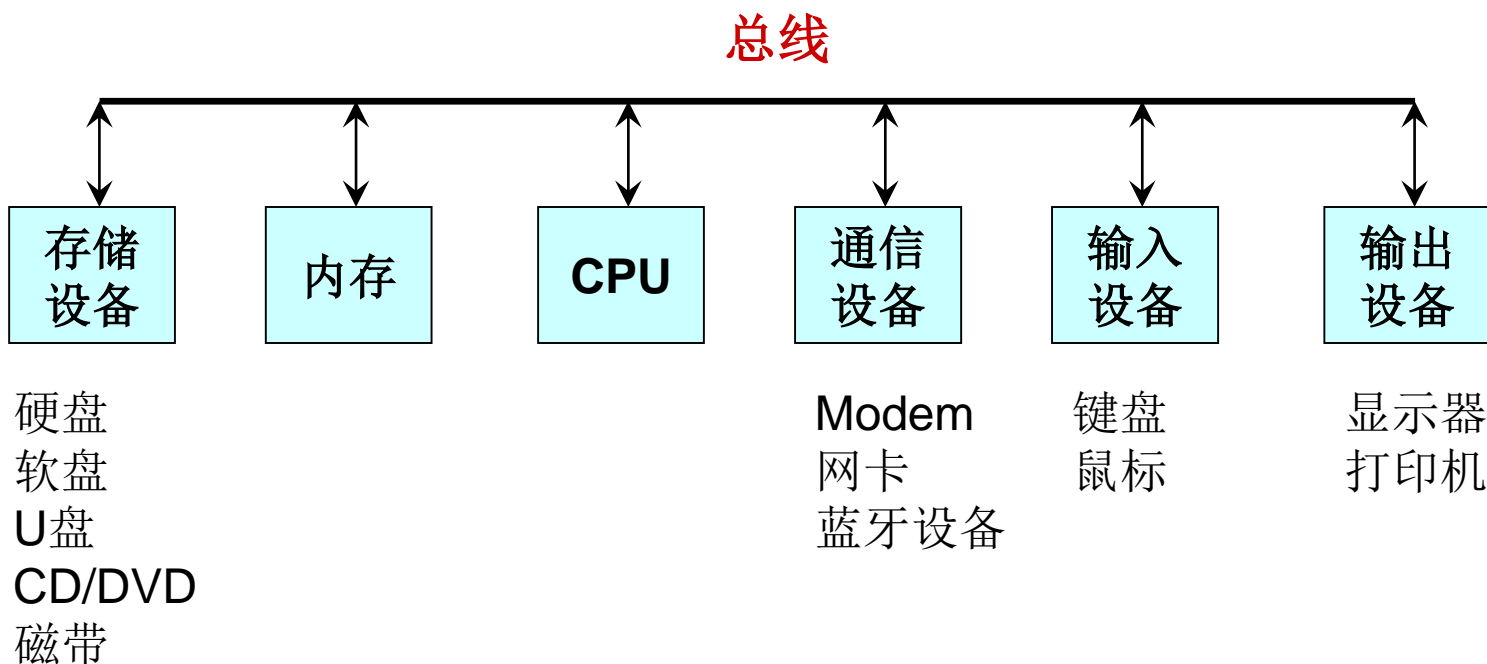 总线
存储
设备
内存
CPU
通信
设备
输入
设备
输出
设备
硬盘
软盘
U盘
CD/DVD
磁带
Modem
网卡
蓝牙设备
键盘
鼠标
显示器
打印机